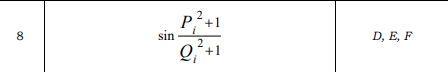 8 sin P_i^2+1 / Q_i^2+1 D, E, F